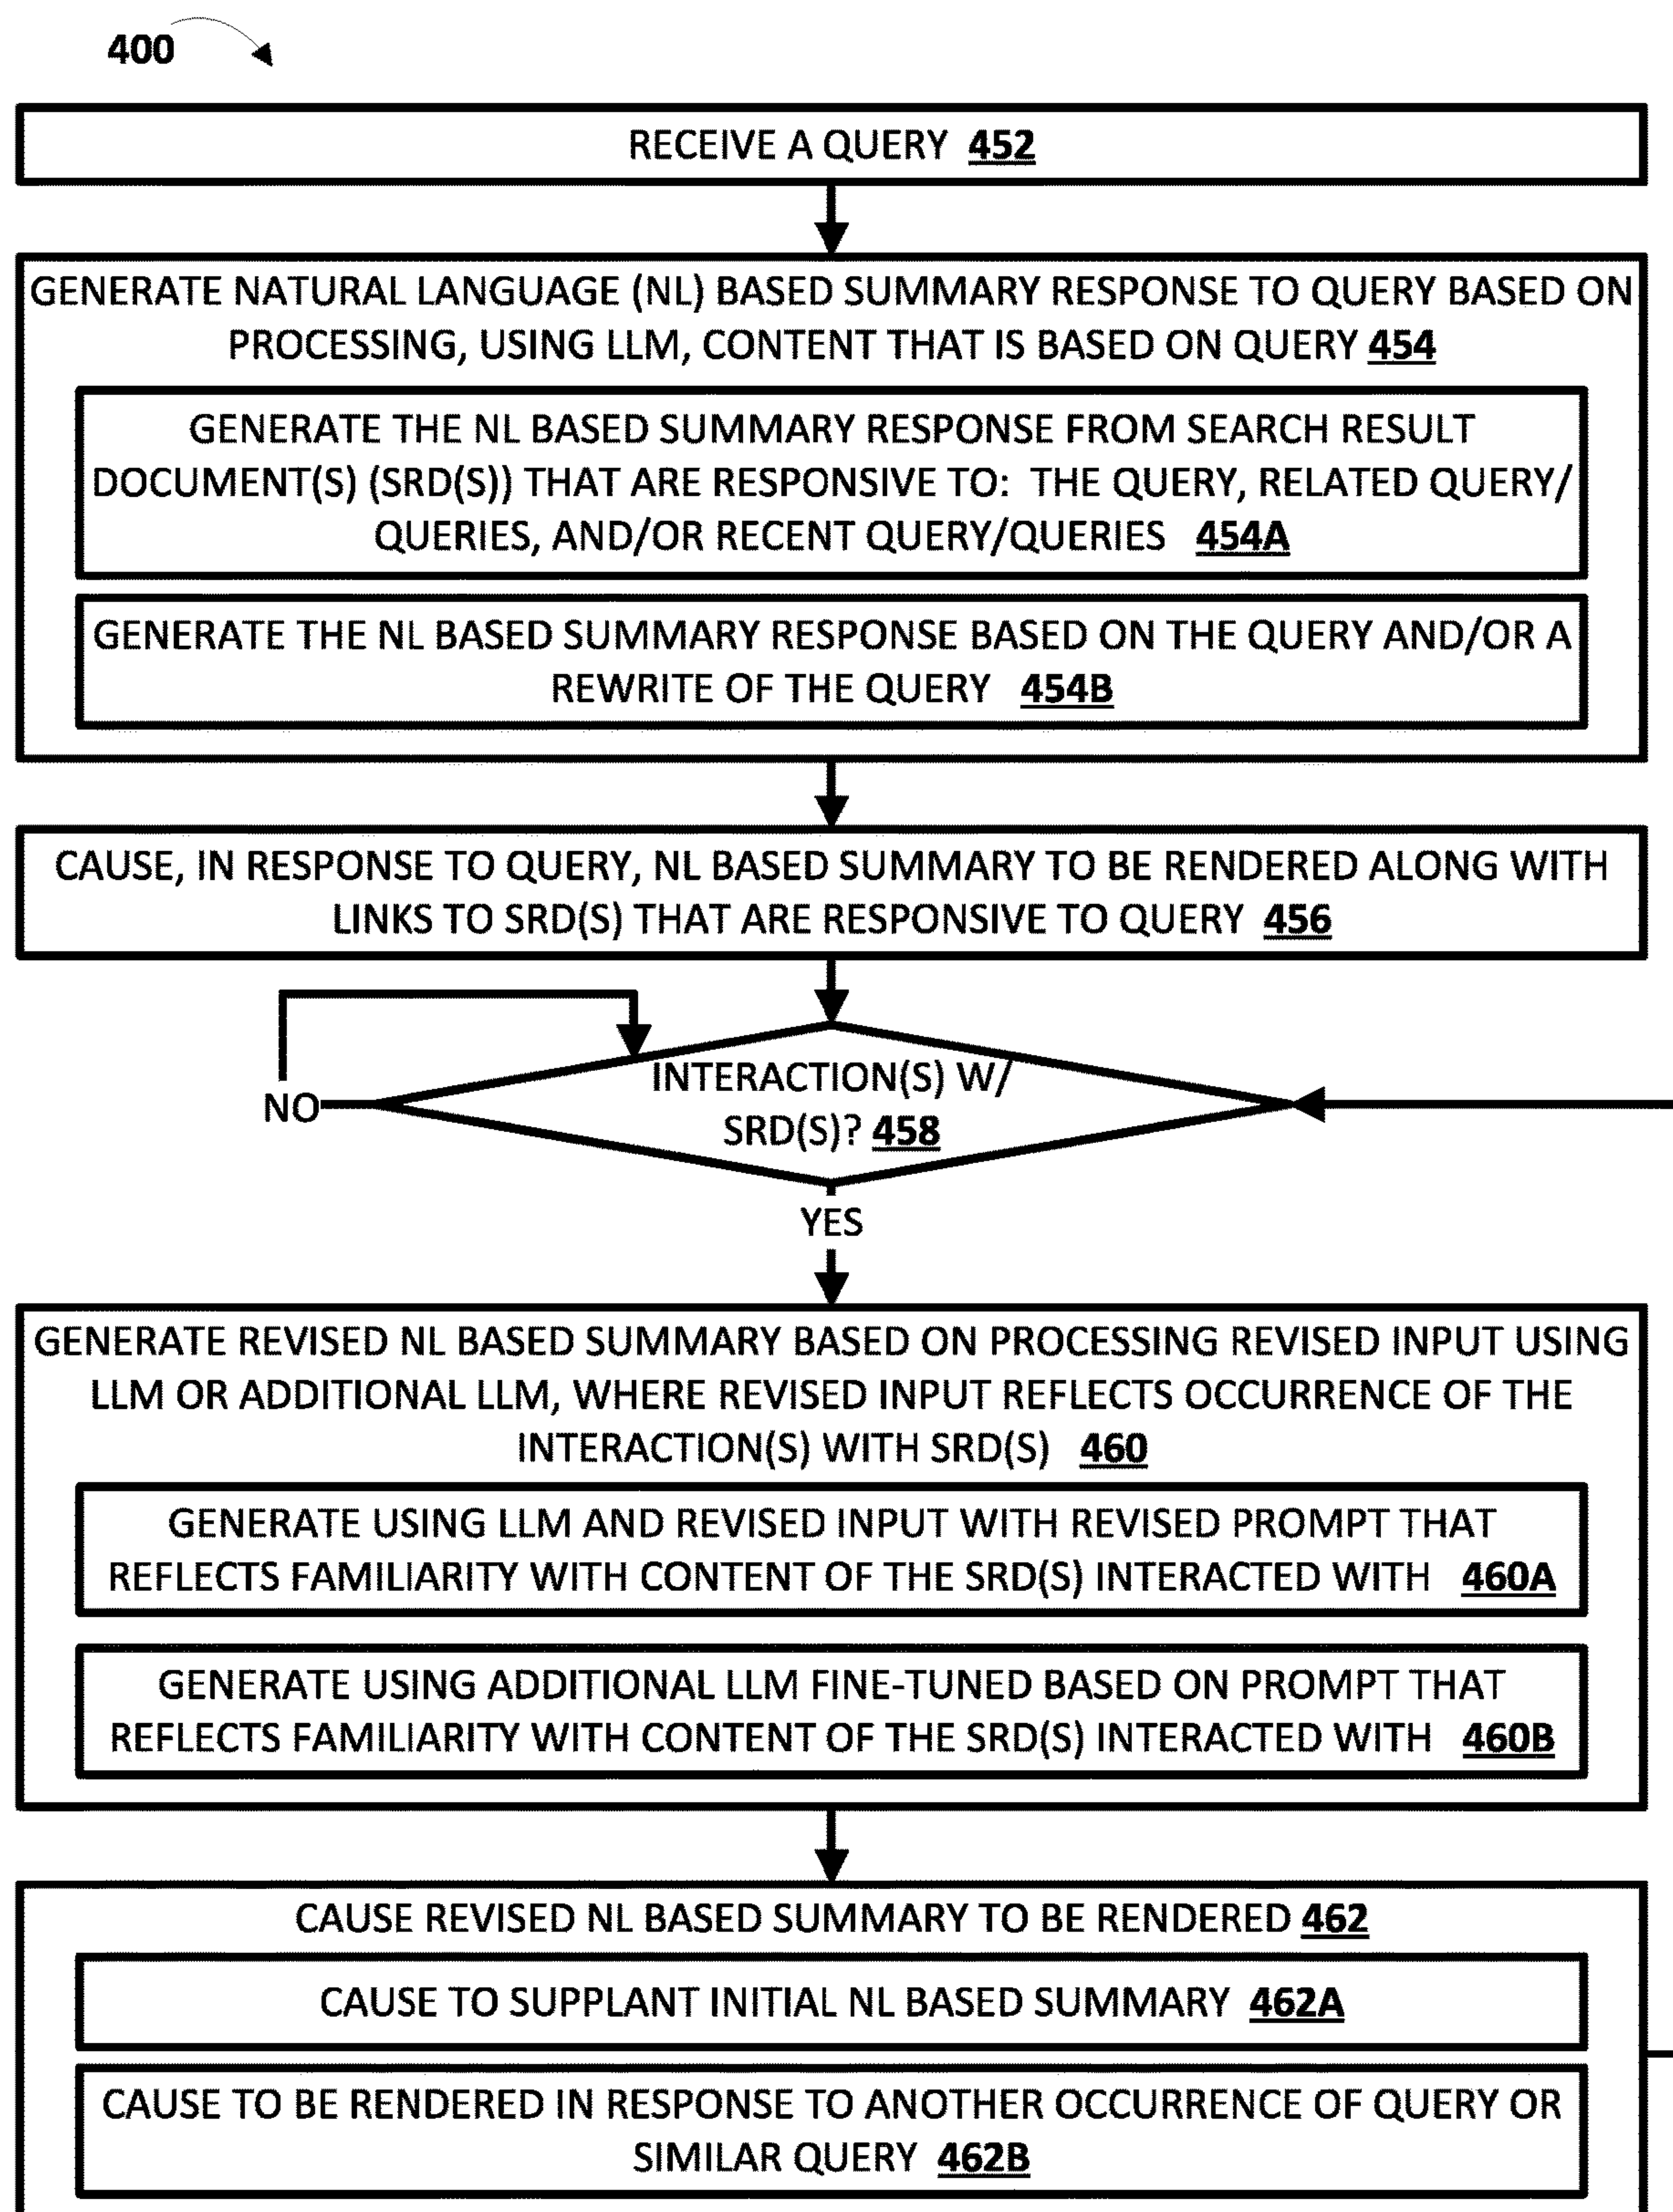 400
RECEIVE A QUERY 452
GENERATE NATURAL LANGUAGE (NL) BASED SUMMARY RESPONSE TO QUERY BASED ON
PROCESSING, USING LLM, CONTENT THAT IS BASED ON QUERY 454
GENERATE THE NL BASED SUMMARY RESPONSE FROM SEARCH RESULT
DOCUMENT(S) (SRD(S)) THAT ARE RESPONSIVE TO: THE QUERY, RELATED QUERY/
QUERIES, AND/OR RECENT QUERY/QUERIES 454A
GENERATE THE NL BASED SUMMARY RESPONSE BASED ON THE QUERY AND/OR A
REWRITE OF THE QUERY 454B
CAUSE, IN RESPONSE TO QUERY, NL BASED SUMMARY TO BE RENDERED ALONG WITH
LINKS TO SRD(S) THAT ARE RESPONSIVE TO QUERY 456
INTERACTION(S) W/
SRD(S)? 458
NO
YES
GENERATE REVISED NL BASED SUMMARY BASED ON PROCESSING REVISED INPUT USING
LLM OR ADDITIONAL LLM, WHERE REVISED INPUT REFLECTS OCCURRENCE OF THE
INTERACTION(S) WITH SRD(S) 460
GENERATE USING LLM AND REVISED INPUT WITH REVISED PROMPT THAT
REFLECTS FAMILIARITY WITH CONTENT OF THE SRD(S) INTERACTED WITH 460A
GENERATE USING ADDITIONAL LLM FINE-TUNED BASED ON PROMPT THAT
REFLECTS FAMILIARITY WITH CONTENT OF THE SRD(S) INTERACTED WITH 460B
CAUSE REVISED NL BASED SUMMARY TO BE RENDERED 462
CAUSE TO SUPPLANT INITIAL NL BASED SUMMARY 462A
CAUSE TO BE RENDERED IN RESPONSE TO ANOTHER OCCURRENCE OF QUERY OR
SIMILAR QUERY 462B